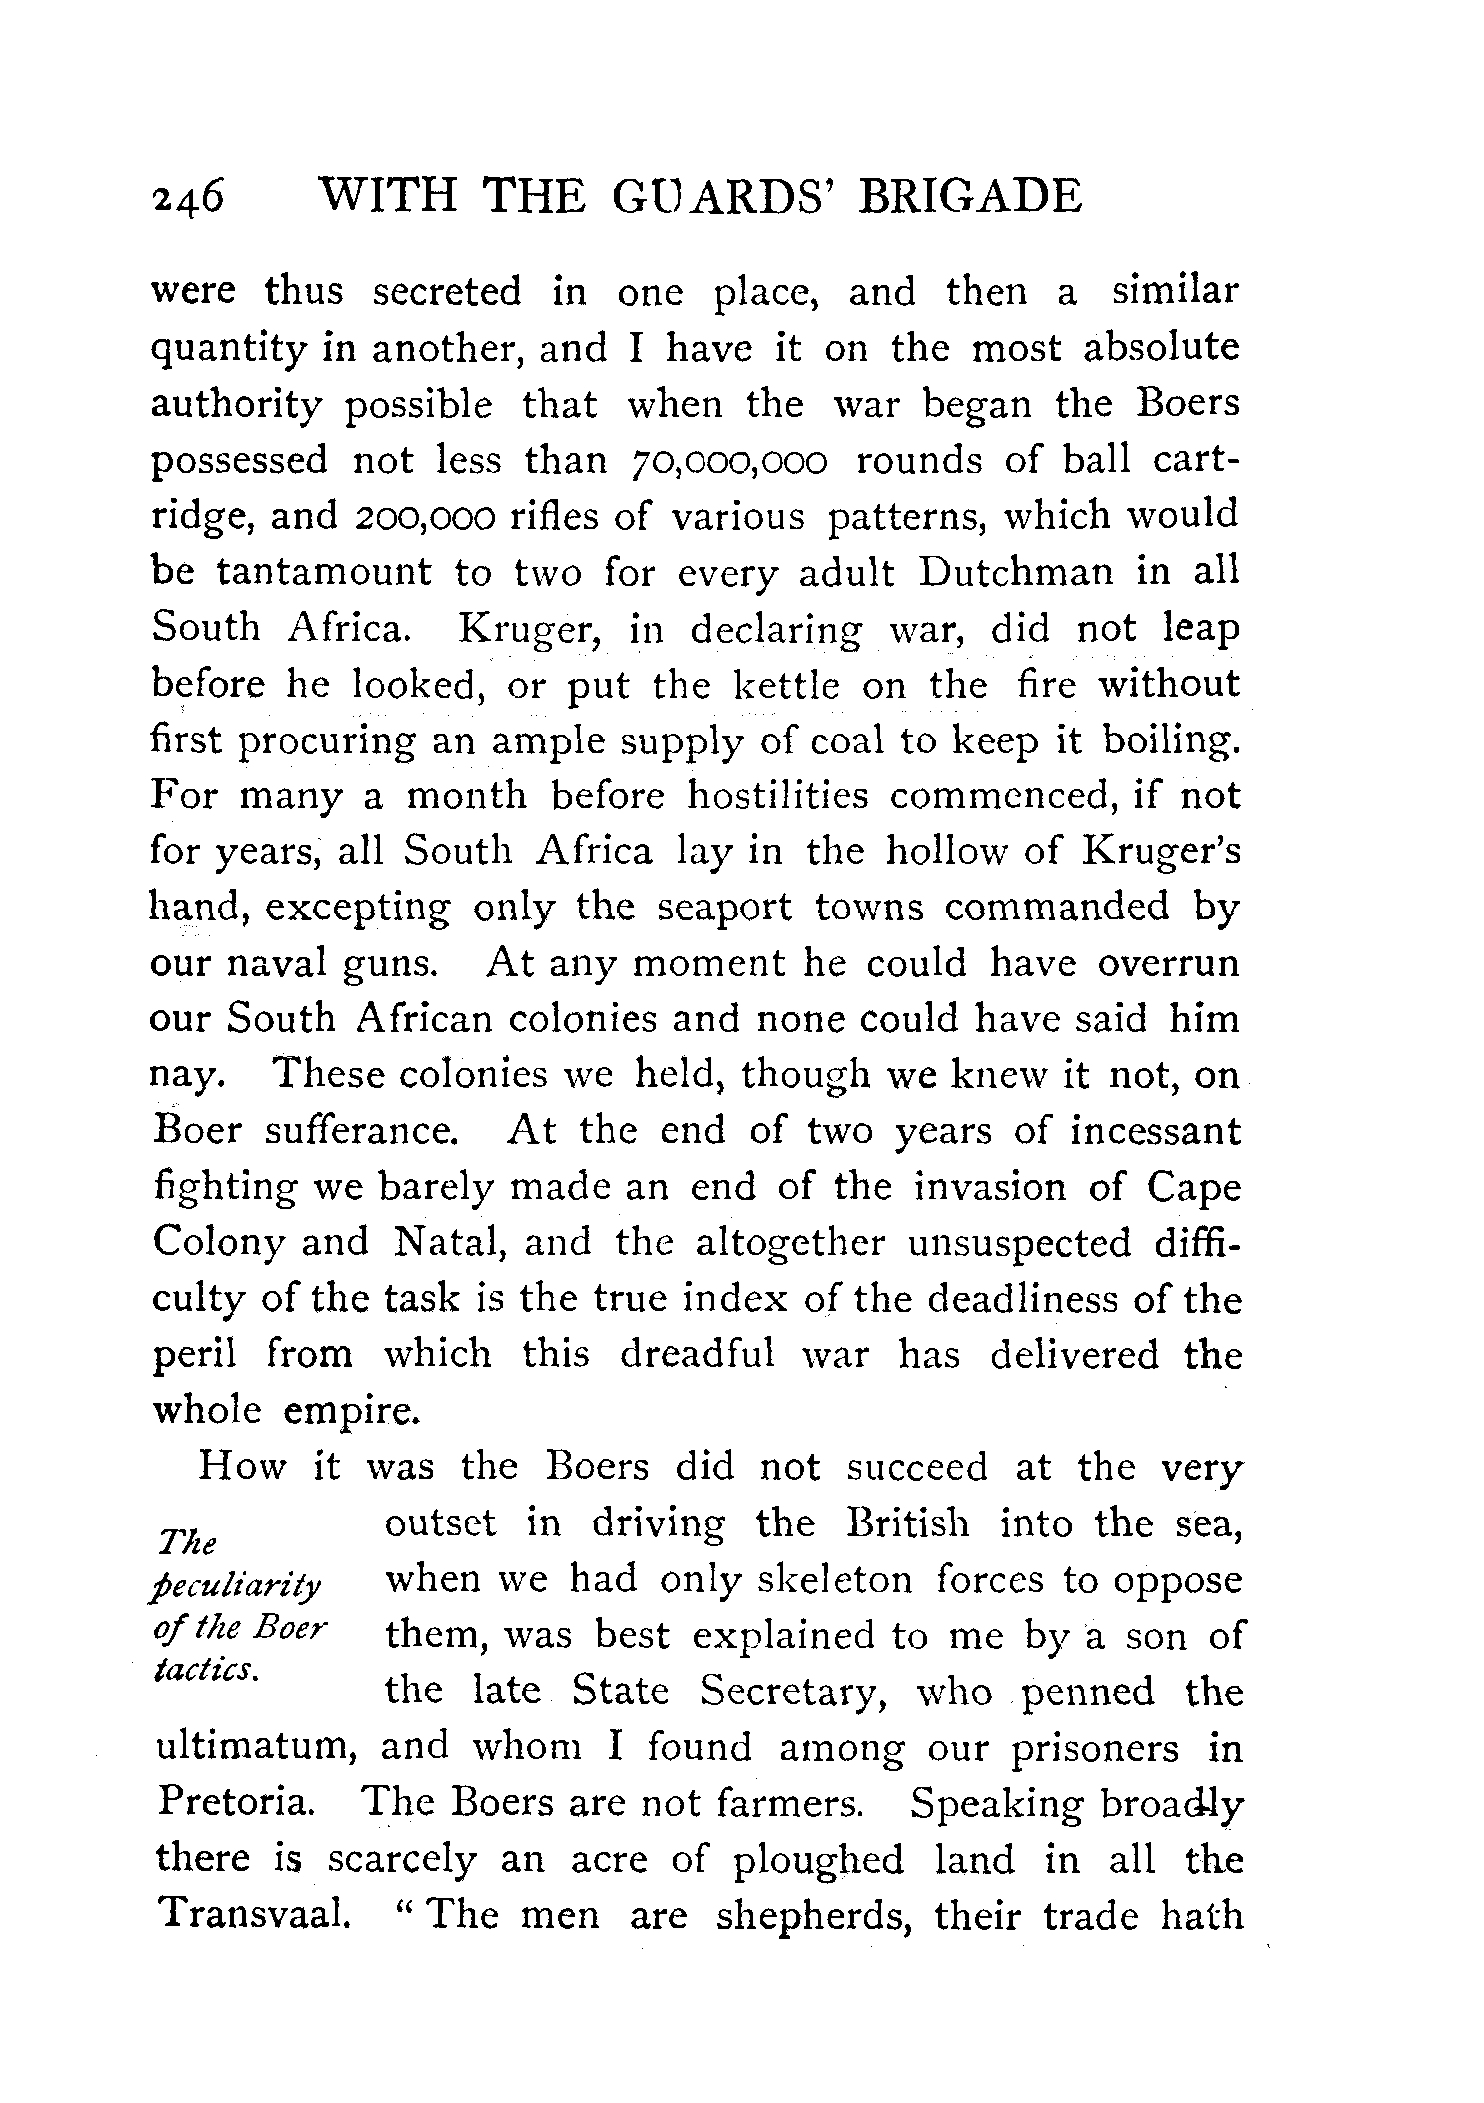 246 WITH THE GUARDS' BRIGADE
were thus secreted in one place, and then a similar
quantity in another, and I have it on the most absolute
authority possible that when the war began the Boers
possessed not less than 70,000,000 rounds of ball cart-
ridge, and 200,000 rifles of various patterns, which would
be tantamount to two for every adult Dutchman in all
South Africa. Kruger, in declaring war, did not leap
before he looked, or put the kettle on the fire without
first procuring an ample supply of coal to keep it boiling.
For many a month before hostilities commenced, if not
for years, all South Africa lay in the hollow of Kruger's
hand, excepting only the seaport towns commanded by
our naval guns. At any moment he could have overrun
our South African colonies and none could have said him
nay. These colonies we held, though we knew it not, on
Boer sufferance. At the end of two years of incessant
fighting we barely made an end of the invasion of Cape
Colony and Natal, and the altogether unsuspected diffi-
culty of the task is the true index of the deadliness of the
peril from which this dreadful war has delivered the
whole empire.
How it was the Boers did not succeed at the very
The
peculiarity
of the Boer
tactics.
outset in driving the British into the sea,
when we had only skeleton forces to oppose
them, was best explained to me by a son of
the late State Secretary, who penned the
ultimatum, and whom I found among our prisoners in
Pretoria. The Boers are not farmers. Speaking broadly
there is scarcely an acre of ploughed land in all the
Transvaal. “The men are shepherds, their trade hath